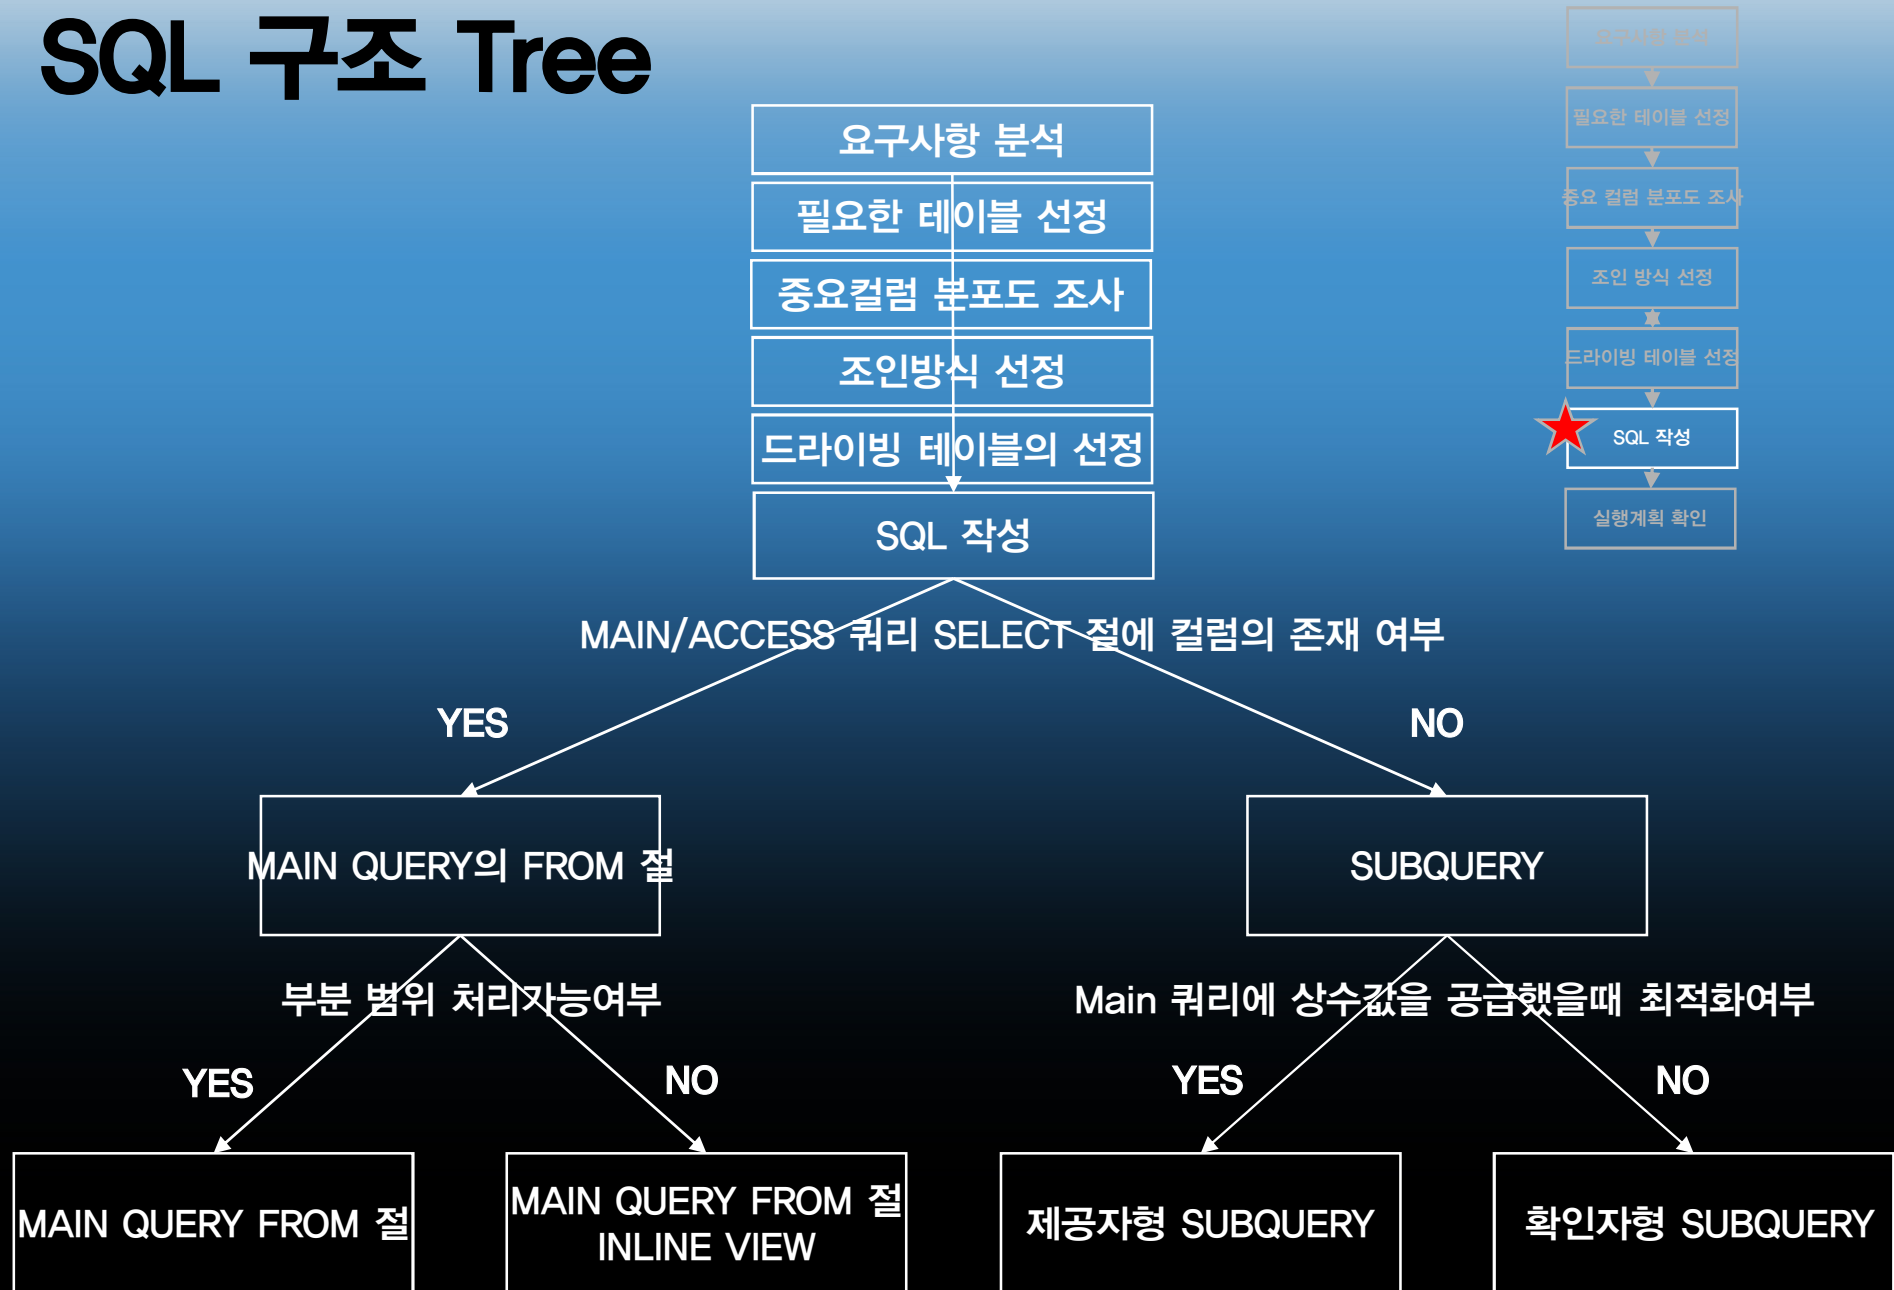 SQL 구조 Tree
요구사항 분석
필요한 테이블 선정
중요컬럼 분포도 조사
조인방식 선정
드라이빙 테이블의 선정
SQL 작성
MAIN/ACCESS 쿼리 SELECT 절에 컬럼의 존재 여부
YES
NO
MAIN QUERY의 FROM 절
SUBQUERY
부분 범위 처리가능여부
Main 쿼리에 상수값을 공급했을때 최적화여부
YES
NO
YES
NO
MAIN QUERY FROM 절
MAIN QUERY FROM 절
INLINE VIEW
제공자형 SUBQUERY
확인자형 SUBQUERY
요구사항 분석
필요한 테이블 선정
중요 컬럼 분포도 조사
조인 방식 선정
드라이빙 테이블 선정
SQL 작성
실행계획 확인